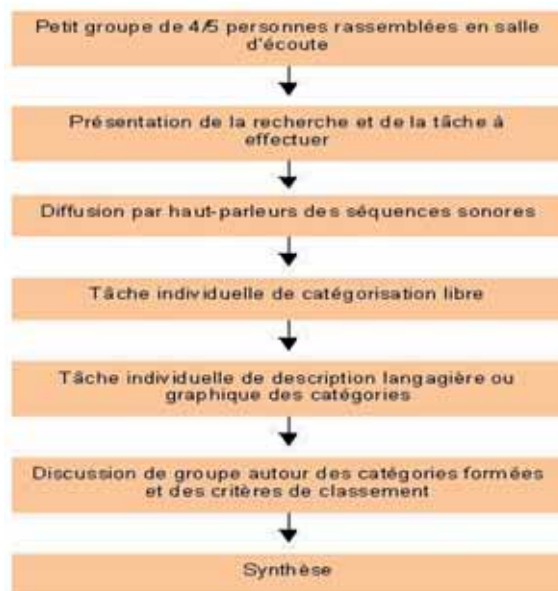 Petit groupe de 4/5 personnes rassemblées en salle
d'écoute
Présentation de la recherche et de la tâche à
effectuer
Diffusion par haut-parleurs des séquences sonores
Tâche individuelle de catégorisation libre
Tâche individuelle de description langagière ou
graphique des catégories
Discussion de groupe autour des catégories formées
et des critères de classement
Synthèse